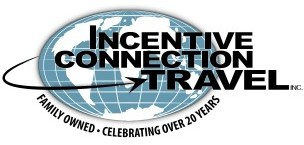 INCENTIVE
CONNECTION
TRAVEL INC.
FAMILY OWNED • CELEBRATING OVER 20 YEARS